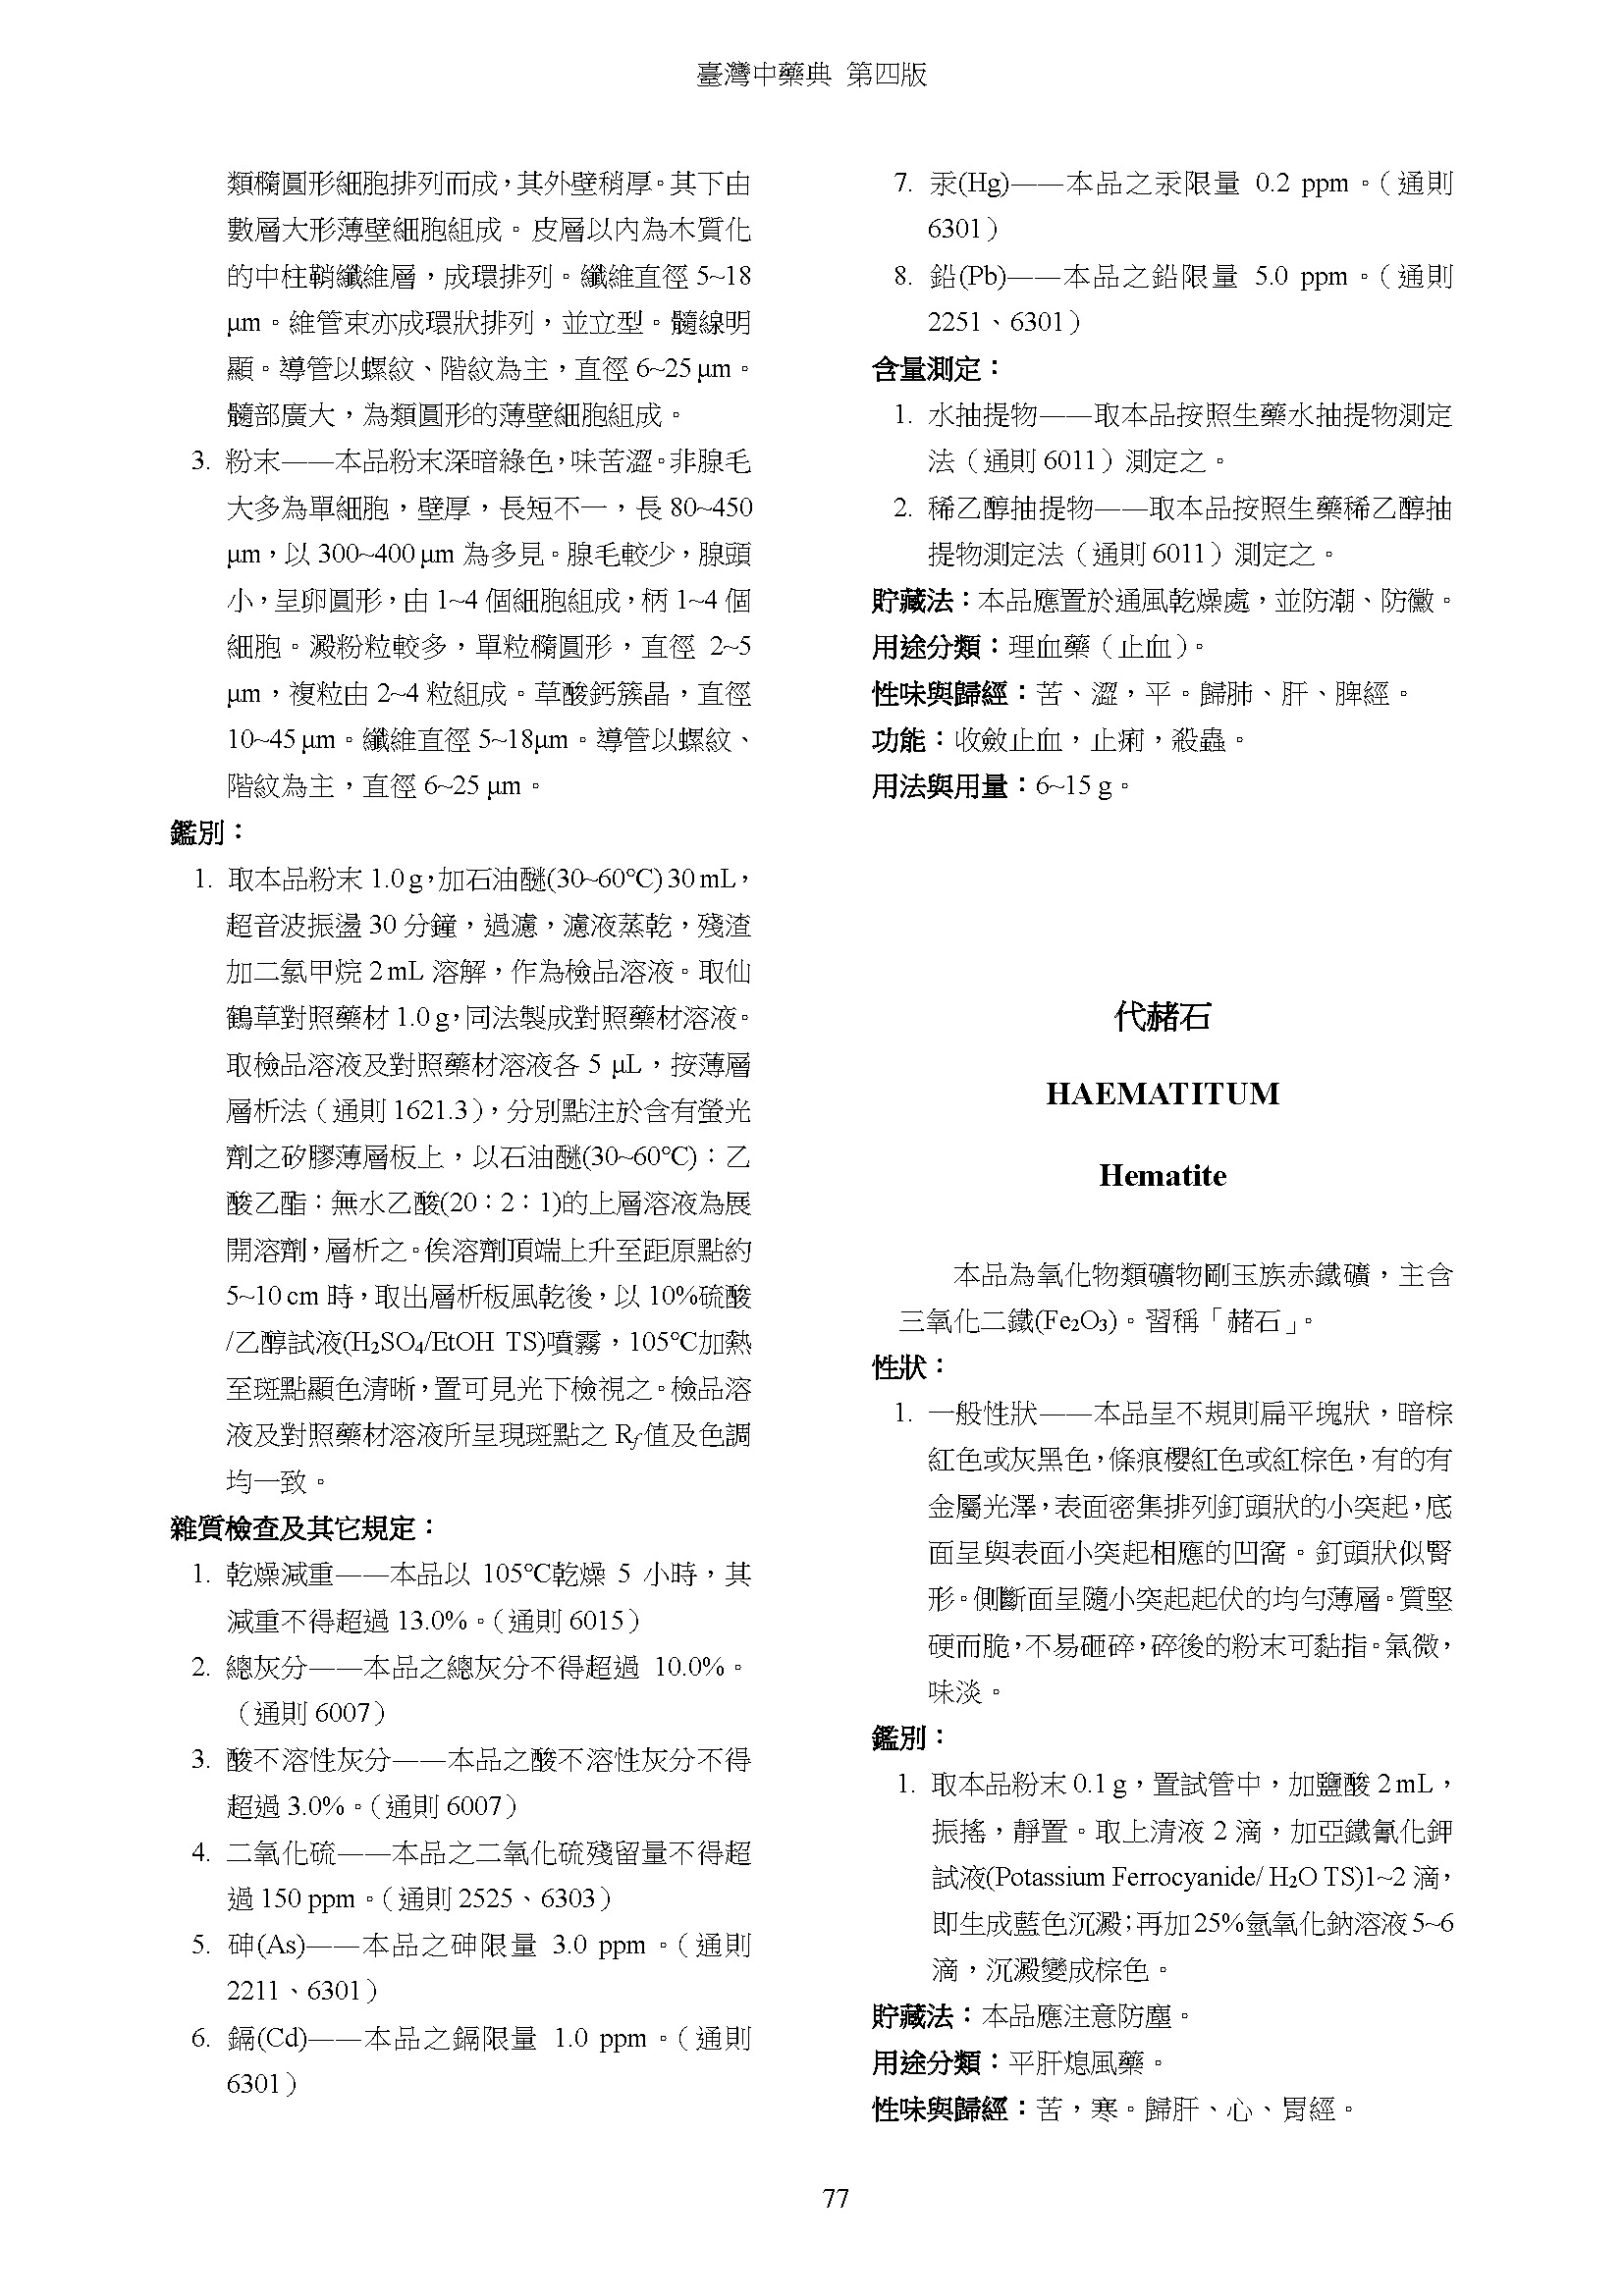 臺灣中藥典 第四版
類橢圓形細胞排列而成，其外壁稍厚。其下由
數層大形薄壁細胞組成。皮層以內為木質化
的中柱鞘纖維層，成環排列。纖維直徑 5~18
μm。維管束亦成環狀排列，並立型。髓線明
顯。導管以螺紋、階紋為主，直徑 6~25 μm。
髓部廣大，為類圓形的薄壁細胞組成。
3. 粉末——本品粉末深暗綠色，味苦澀。非腺毛
大多為單細胞，壁厚，長短不一，長 80~450
μm，以 300~400 μm 為多見。腺毛較少，腺頭
小，呈卵圓形，由 1~4 個細胞組成，柄 1~4 個
細胞。澱粉粒較多，單粒橢圓形，直徑 2~5
μm，複粒由 2~4 粒組成。草酸鈣簇晶，直徑
10~45 μm。纖維直徑 5~18μm。導管以螺紋、
階紋為主，直徑 6~25 μm。
鑑別：
1. 取本品粉末 1.0 g，加石油醚(30~60℃) 30 mL，
超音波振盪 30 分鐘，過濾，濾液蒸乾，殘渣
加二氯甲烷 2 mL 溶解，作為檢品溶液。取仙
鶴草對照藥材 1.0 g，同法製成對照藥材溶液。
取檢品溶液及對照藥材溶液各 5 μL，按薄層
層析法（通則 1621.3），分別點注於含有螢光
劑之矽膠薄層板上，以石油醚(30~60℃)：乙
酸乙酯：無水乙酸(20：2：1)的上層溶液為展
開溶劑，層析之。俟溶劑頂端上升至距原點約
5~10 cm 時，取出層析板風乾後，以 10%硫酸
/乙醇試液(H₂SO₄/EtOH TS)噴霧，105℃加熱
至斑點顯色清晰，置可見光下檢視之。檢品溶
液及對照藥材溶液所呈現斑點之 Rf 值及色調
均一致。
雜質檢查及其它規定：
1. 乾燥減重——本品以 105℃乾燥 5 小時，其
減重不得超過 13.0%。（通則 6015）
2. 總灰分——本品之總灰分不得超過 10.0%。
（通則 6007）
3. 酸不溶性灰分——本品之酸不溶性灰分不得
超過 3.0%。（通則 6007）
4. 二氧化硫——本品之二氧化硫殘留量不得超
過 150 ppm。（通則 2525、6303）
5. 砷(As)——本品之砷限量 3.0 ppm。（通則
2211、6301）
6. 鎘(Cd)——本品之鎘限量 1.0 ppm。（通則
6301）
7. 汞(Hg)——本品之汞限量 0.2 ppm。（通則
6301）
8. 鉛(Pb)——本品之鉛限量 5.0 ppm。（通則
2251、6301）
含量測定：
1. 水抽提物——取本品按照生藥水抽提物測定
法（通則 6011）測定之。
2. 稀乙醇抽提物——取本品按照生藥稀乙醇抽
提物測定法（通則 6011）測定之。
貯藏法：本品應置於通風乾燥處，並防潮、防黴。
用途分類：理血藥（止血）。
性味與歸經：苦、澀，平。歸肺、肝、脾經。
功能：收斂止血，止痢，殺蟲。
用法與用量：6~15 g。
代赭石
HAEMATITUM
Hematite
本品為氧化物類礦物剛玉族赤鐵礦，主含
三氧化二鐵(Fe₂O₃)。習稱「赭石」。
性狀：
1. 一般性狀——本品呈不規則扁平塊狀，暗棕
紅色或灰黑色，條痕櫻紅色或紅棕色，有的有
金屬光澤，表面密集排列釘頭狀的小突起，底
面呈與表面小突起相應的凹窩。釘頭狀似腎
形。側斷面呈隨小突起起伏的均勻薄層。質堅
硬而脆，不易砸碎，碎後的粉末可黏指。氣微，
味淡。
鑑別：
1. 取本品粉末 0.1 g，置試管中，加鹽酸 2 mL，
振搖，靜置。取上清液 2 滴，加亞鐵氰化鉀
試液(Potassium Ferrocyanide/ H₂O TS)1~2 滴，
即生成藍色沉澱；再加 25%氫氧化鈉溶液 5~6
滴，沉澱變成棕色。
貯藏法：本品應注意防塵。
用途分類：平肝熄風藥。
性味與歸經：苦，寒。歸肝、心、胃經。
77